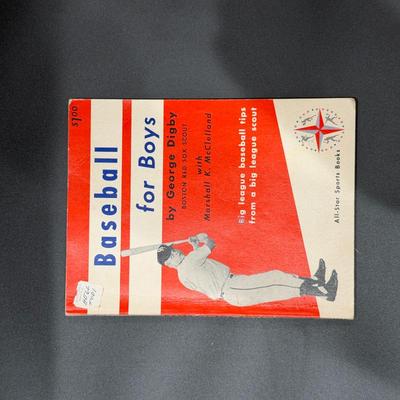 $1.00
Baseball
for Boys
by George Digby
BOSTON RED SOX SCOUT
with
Marshall K. McClelland
Big league baseball tips
from a big league scout
All-Star Sports Books